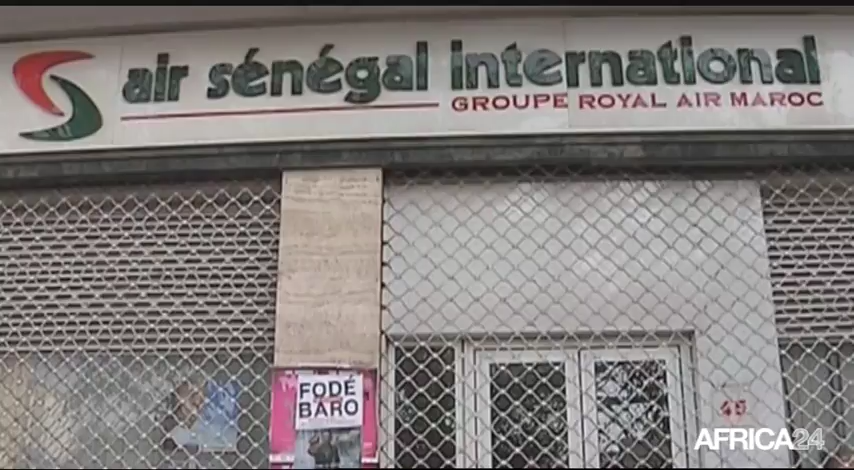 air sénégal international
GROUPE ROYAL AIR MAROC
FODÉ
BARO
45
AFRICA24